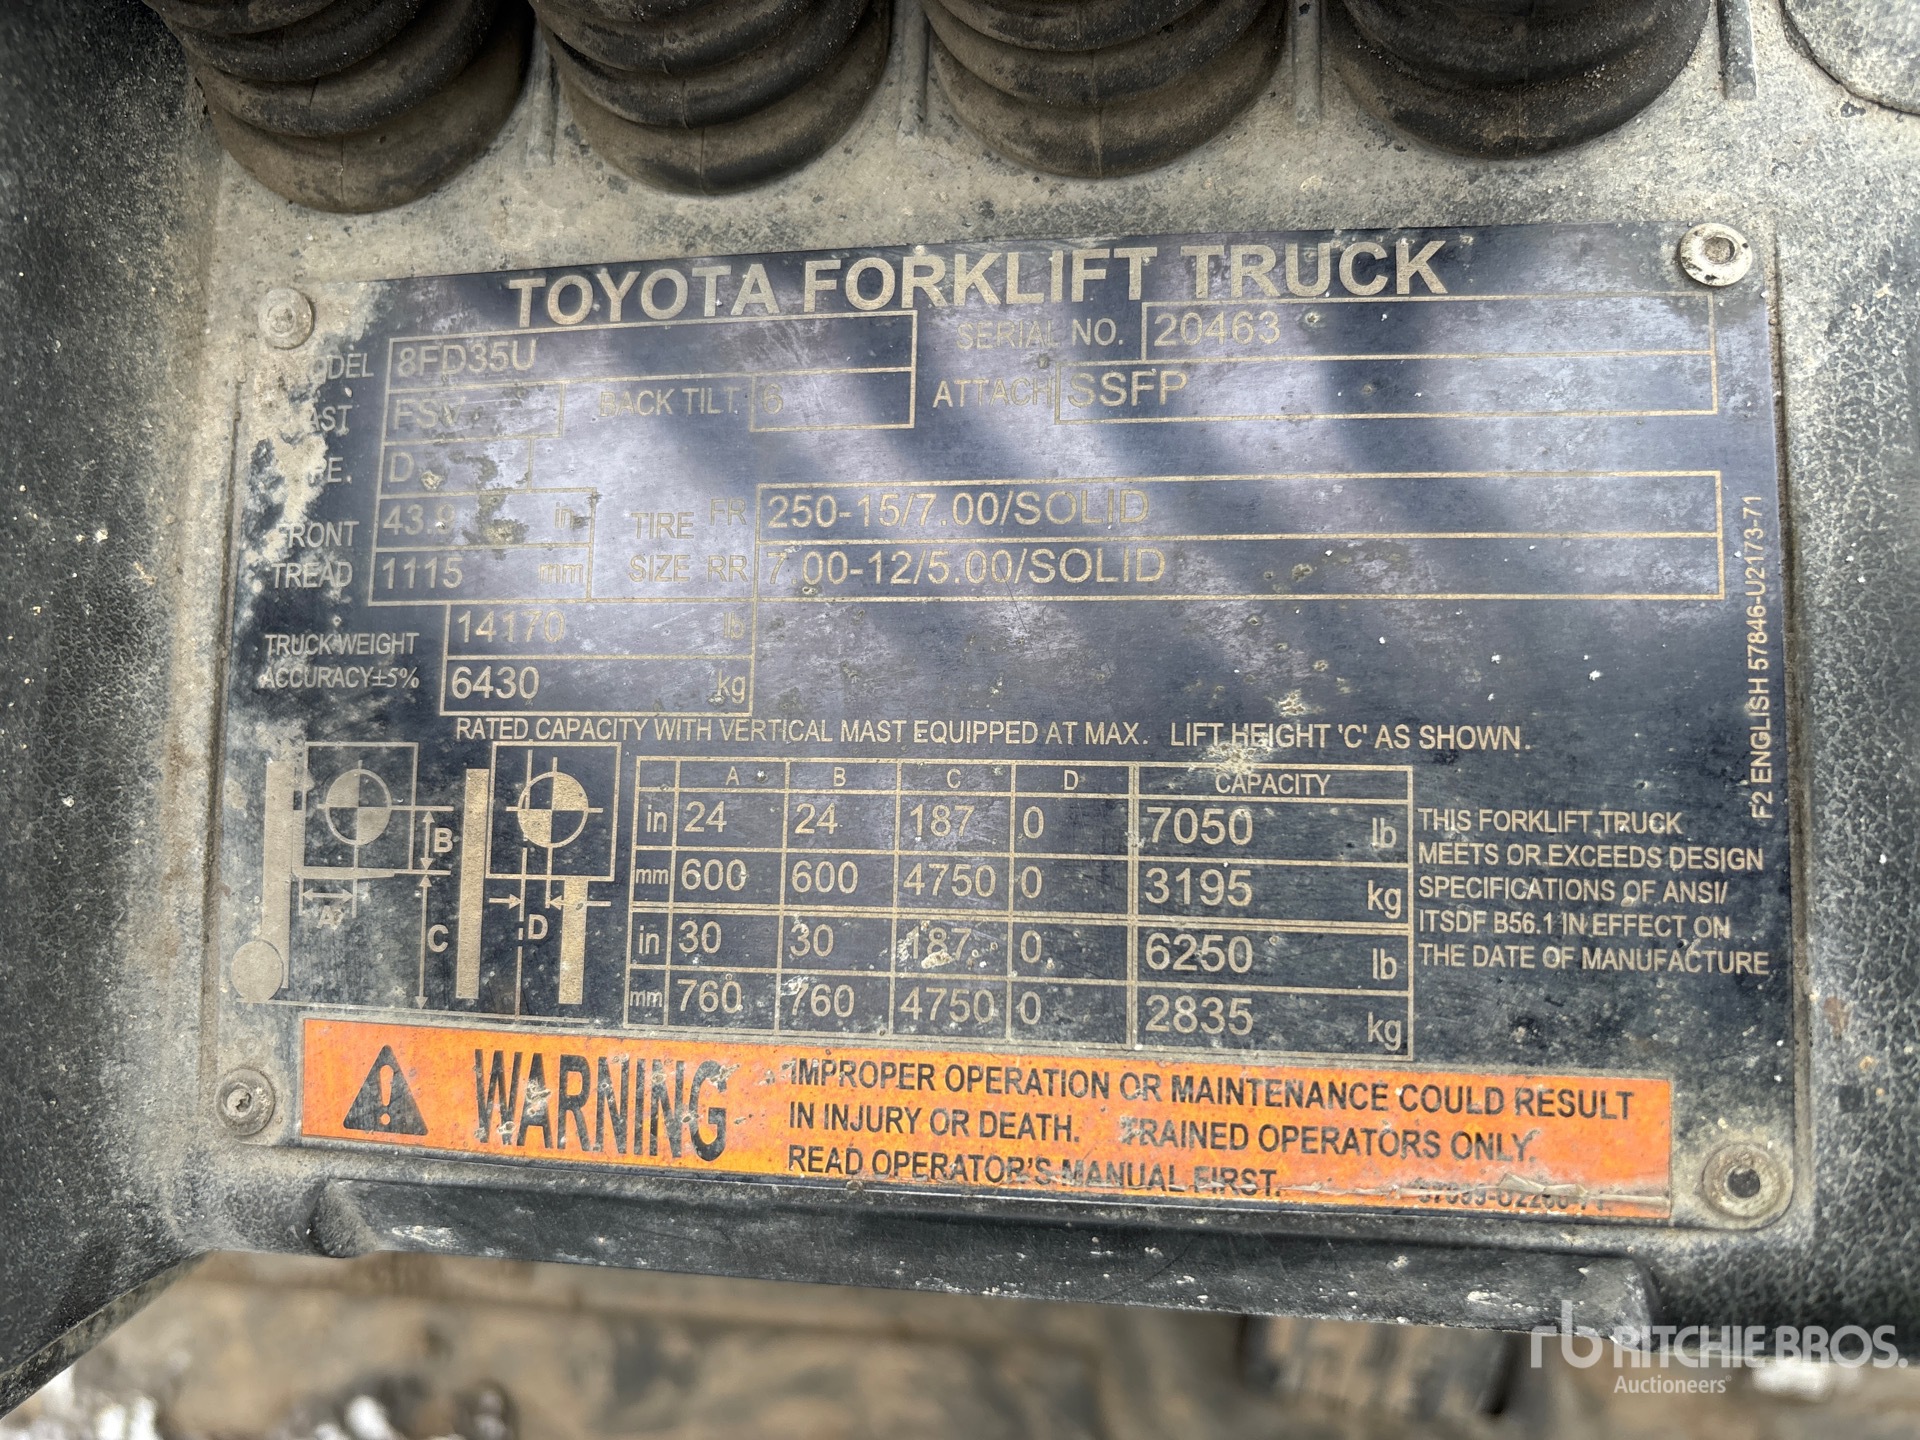 TOYOTA FORKLIFT TRUCK
MODEL 8FD35U SERIAL NO. 20463
MAST FSV BACK TILT. 6 ATTACH SSFP
TYPE. D
FRONT TREAD 43.9 in TIRE SIZE FR 250-15/7.00/SOLID
1115 mm RR 7.00-12/5.00/SOLID
TRUCK WEIGHT 14170 lb
ACCURACY±5% 6430 kg
RATED CAPACITY WITH VERTICAL MAST EQUIPPED AT MAX. LIFT HEIGHT 'C' AS SHOWN.
A B C D CAPACITY
in 24 24 187 0 7050 lb
mm 600 600 4750 0 3195 kg
in 30 30 187 0 6250 lb
mm 760 760 4750 0 2835 kg
B
A
C
D
THIS FORKLIFT TRUCK
MEETS OR EXCEEDS DESIGN
SPECIFICATIONS OF ANSI/
ITSDF B56.1 IN EFFECT ON
THE DATE OF MANUFACTURE
F2 ENGLISH 57846-U2173-71
WARNING
IMPROPER OPERATION OR MAINTENANCE COULD RESULT
IN INJURY OR DEATH. TRAINED OPERATORS ONLY.
READ OPERATOR'S MANUAL FIRST.
rb RITCHIE BROS.
Auctioneers